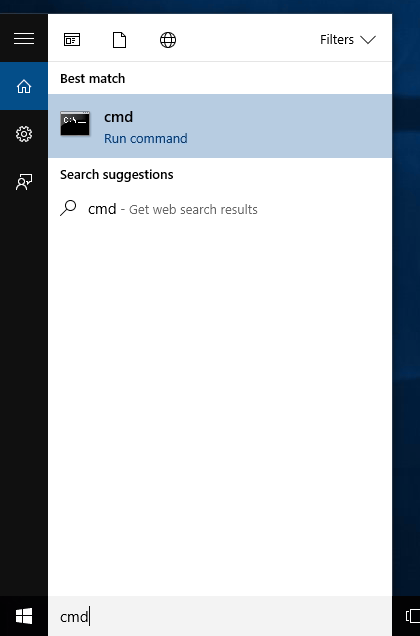 Filters
Best match
C:\_
cmd
Run command
Search suggestions
cmd - Get web search results
cmd